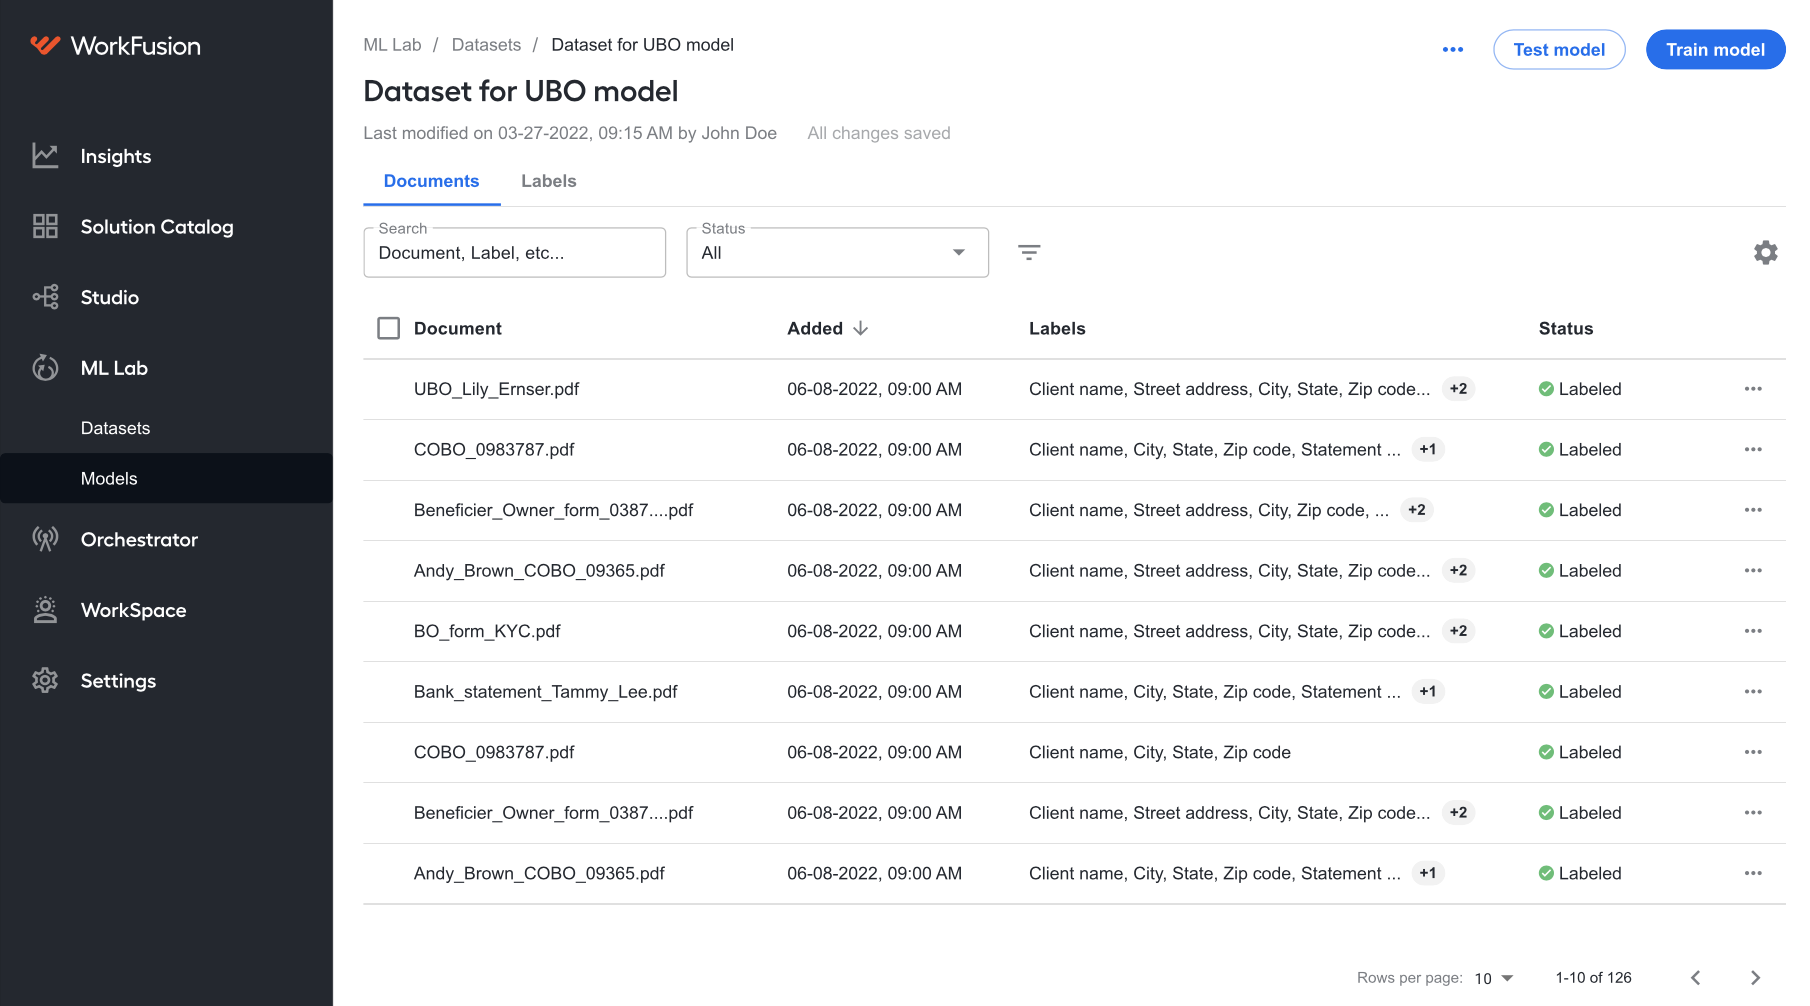 WorkFusion
Insights
Solution Catalog
Studio
ML Lab
Datasets
Models
Orchestrator
WorkSpace
Settings
ML Lab / Datasets / Dataset for UBO model
Test model
Train model
Dataset for UBO model
Last modified on 03-27-2022, 09:15 AM by John Doe All changes saved
Documents Labels
Search
Document, Label, etc...
Status
All
Document Added Labels Status
UBO_Lily_Ernser.pdf 06-08-2022, 09:00 AM Client name, Street address, City, State, Zip code... +2 Labeled
COBO_0983787.pdf 06-08-2022, 09:00 AM Client name, City, State, Zip code, Statement ... +1 Labeled
Beneficier_Owner_form_0387....pdf 06-08-2022, 09:00 AM Client name, Street address, City, Zip code, ... +2 Labeled
Andy_Brown_COBO_09365.pdf 06-08-2022, 09:00 AM Client name, Street address, City, State, Zip code... +2 Labeled
BO_form_KYC.pdf 06-08-2022, 09:00 AM Client name, Street address, City, State, Zip code... +2 Labeled
Bank_statement_Tammy_Lee.pdf 06-08-2022, 09:00 AM Client name, City, State, Zip code, Statement ... +1 Labeled
COBO_0983787.pdf 06-08-2022, 09:00 AM Client name, City, State, Zip code Labeled
Beneficier_Owner_form_0387....pdf 06-08-2022, 09:00 AM Client name, Street address, City, State, Zip code... +2 Labeled
Andy_Brown_COBO_09365.pdf 06-08-2022, 09:00 AM Client name, City, State, Zip code, Statement ... +1 Labeled
Rows per page: 10 1-10 of 126